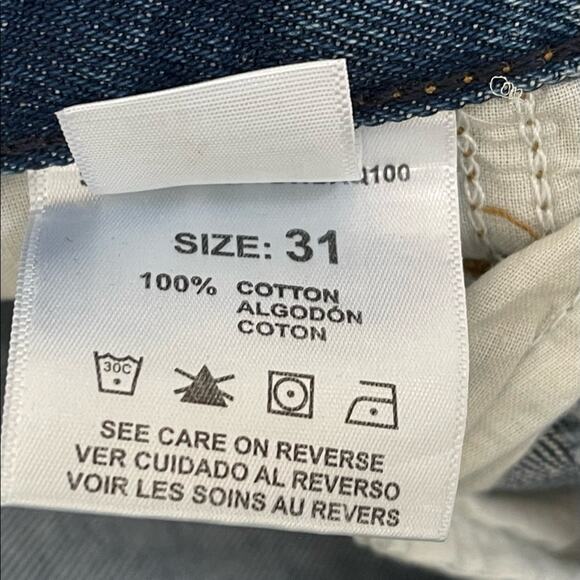 SIZE: 31
100% COTTON
ALGODÓN
COTON
30C
SEE CARE ON REVERSE
VER CUIDADO AL REVERSO
VOIR LES SOINS AU REVERS